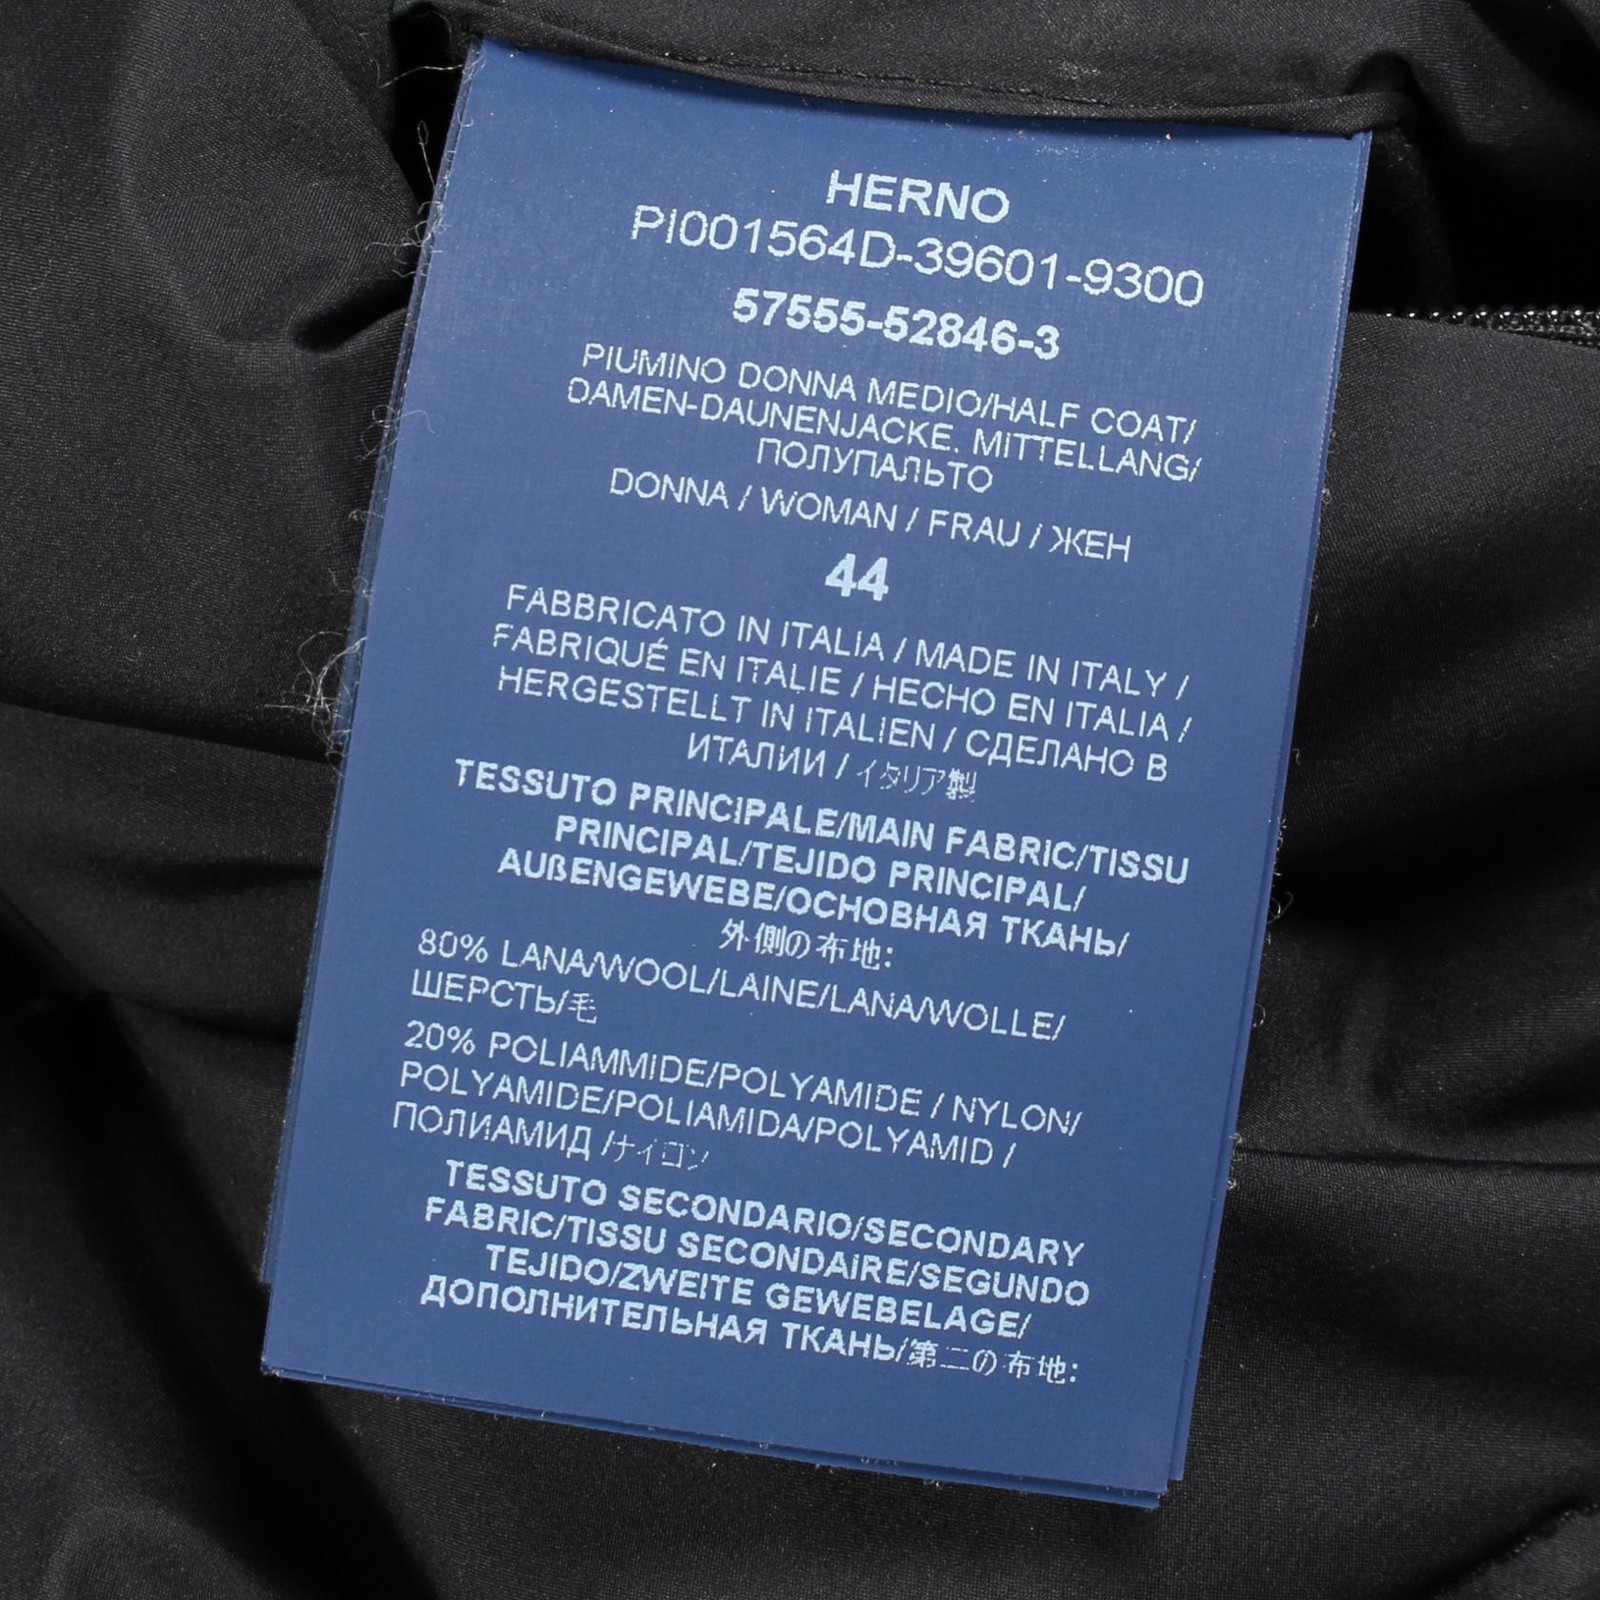 HERNO
PI001564D-39601-9300
57555-52846-3
PIUMINO DONNA MEDIO/HALF COAT/
DAMEN-DAUNENJACKE. MITTELLANG/
ПОЛУПАЛЬТО
DONNA / WOMAN / FRAU / ЖЕН
44
FABBRICATO IN ITALIA / MADE IN ITALY /
FABRIQUÉ EN ITALIE / HECHO EN ITALIA /
HERGESTELLT IN ITALIEN / СДЕЛАНО В
ИТАЛИИ / イタリア製
TESSUTO PRINCIPALE/MAIN FABRIC/TISSU
PRINCIPAL/TEJIDO PRINCIPAL/
AUßENGEWEBE/ОСНОВНАЯ ТКАНЬ/
外側の布地:
80% LANA/WOOL/LAINE/LANA/WOLLE/
ШЕРСТЬ/毛
20% POLIAMMIDE/POLYAMIDE / NYLON/
POLYAMIDE/POLIAMIDA/POLYAMID /
ПОЛИАМИД /ナイロン
TESSUTO SECONDARIO/SECONDARY
FABRIC/TISSU SECONDAIRE/SEGUNDO
TEJIDO/ZWEITE GEWEBELAGE/
ДОПОЛНИТЕЛЬНАЯ ТКАНЬ/第二の布地: